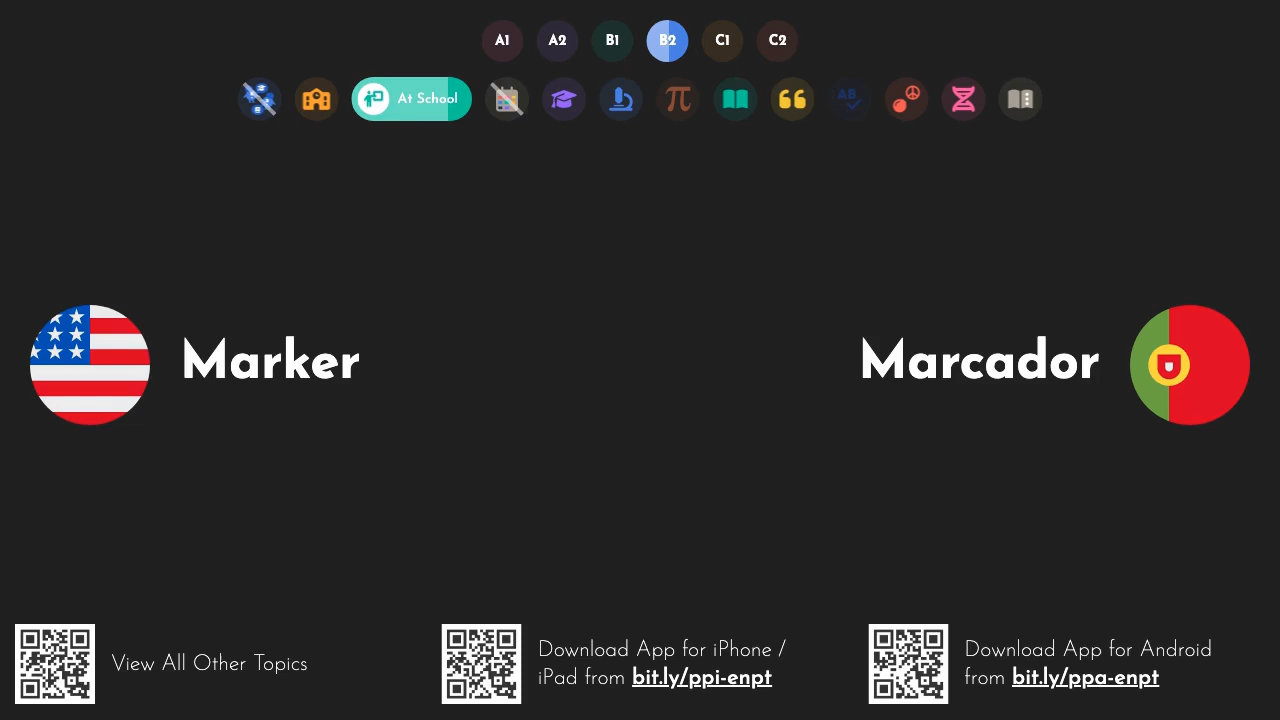 A1 A2 B1 B2 C1 C2
At School
Marker
Marcador
View All Other Topics
Download App for iPhone /
iPad from bit.ly/ppi-enpt
Download App for Android
from bit.ly/ppa-enpt